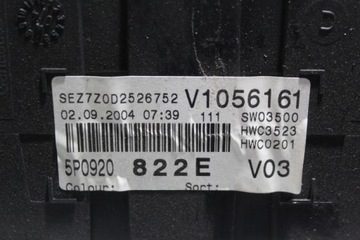 SEZ7Z0D2526752 V1056161
02.09.2004 07:39 111 SW03500
HWC3523
HWC0201
5P0920 822E V03
Colour: Sort:
D